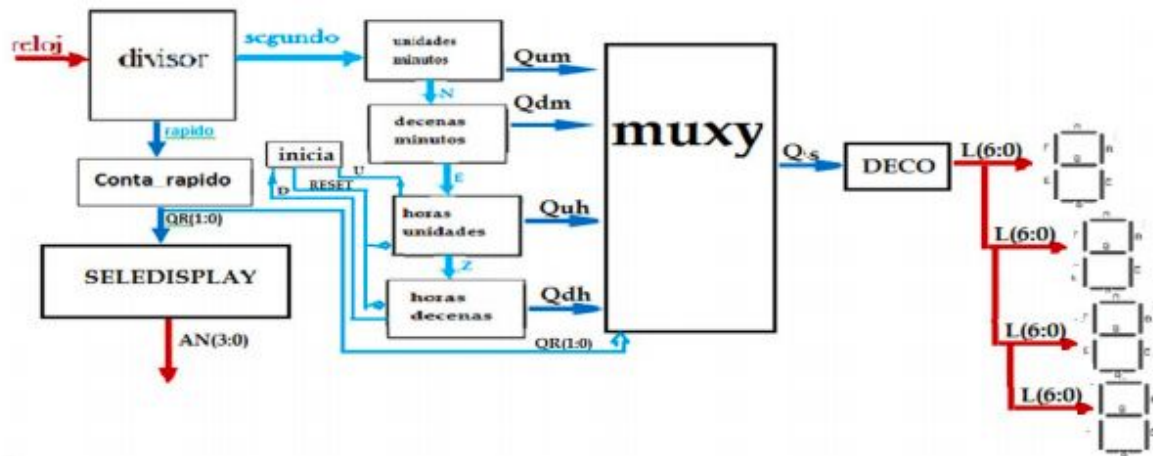 reloj
divisor
segundo
rapido
Conta_rapido
QR(1:0)
SELEDISPLAY
AN(3:0)
unidades
minutos
N
decenas
minutos
E
inicia
U
D
RESET
horas
unidades
Z
horas
decenas
QR(1:0)
Qum
Qdm
Quh
Qdh
muxy
Q\s
DECO
L(6:0)
L(6:0)
L(6:0)
L(6:0)